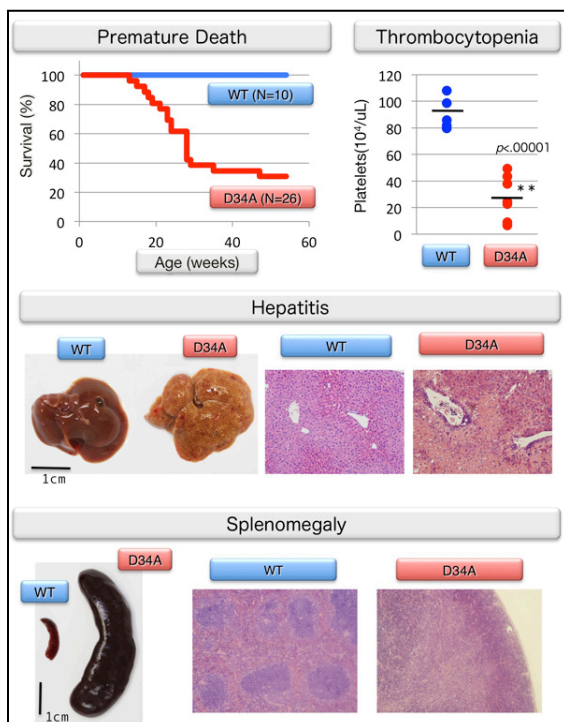 Premature Death
Thrombocytopenia
Survival (%)
100
80
60
40
20
0
WT (N=10)
D34A (N=26)
0
20
40
60
Age (weeks)
Platelets(10⁴/uL)
120
100
80
60
40
20
0
p<.00001
**
WT
D34A
Hepatitis
WT
D34A
WT
D34A
1cm
Splenomegaly
D34A
WT
WT
D34A
1cm